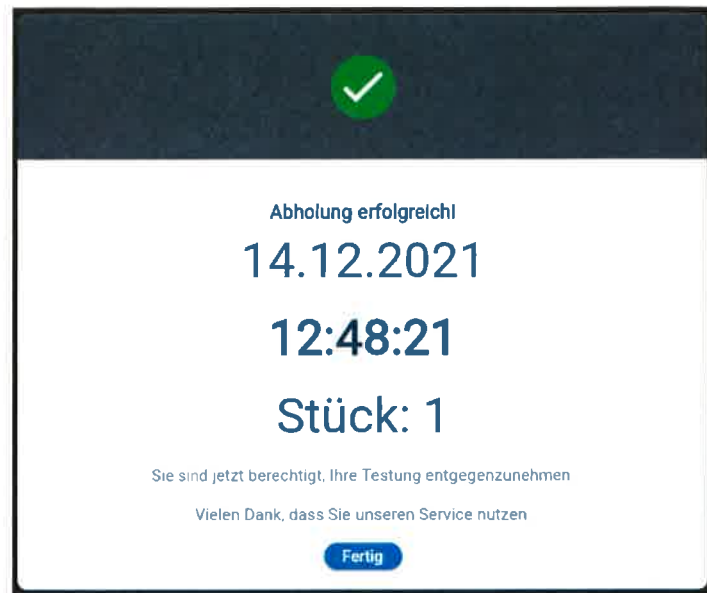 Abholung erfolgreich!
14.12.2021
12:48:21
Stück: 1
Sie sind jetzt berechtigt, Ihre Testung entgegenzunehmen
Vielen Dank, dass Sie unseren Service nutzen
Fertig